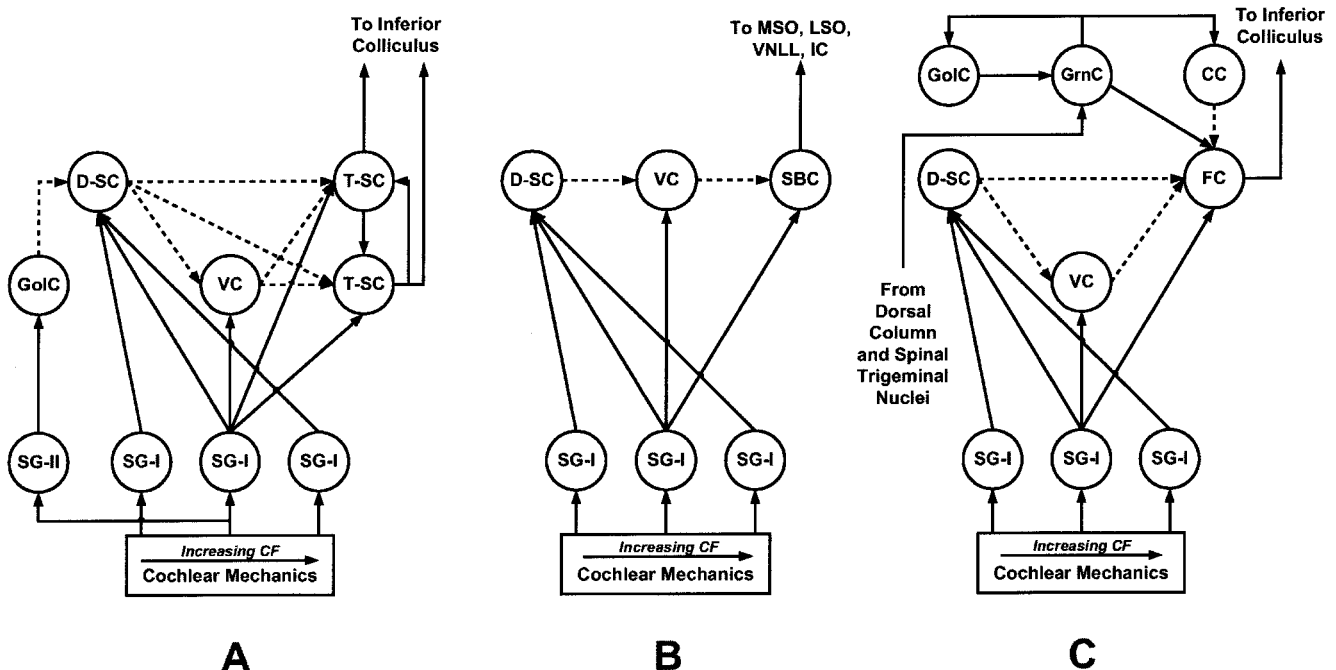 To Inferior
Colliculus
D-SC
T-SC
GolC
VC
T-SC
SG-II
SG-I
SG-I
SG-I
Increasing CF
Cochlear Mechanics
A
To MSO, LSO,
VNLL, IC
D-SC
VC
SBC
SG-I
SG-I
SG-I
Increasing CF
Cochlear Mechanics
B
To Inferior
Colliculus
GolC
GrnC
CC
D-SC
FC
VC
From
Dorsal
Column
and Spinal
Trigeminal
Nuclei
SG-I
SG-I
SG-I
Increasing CF
Cochlear Mechanics
C